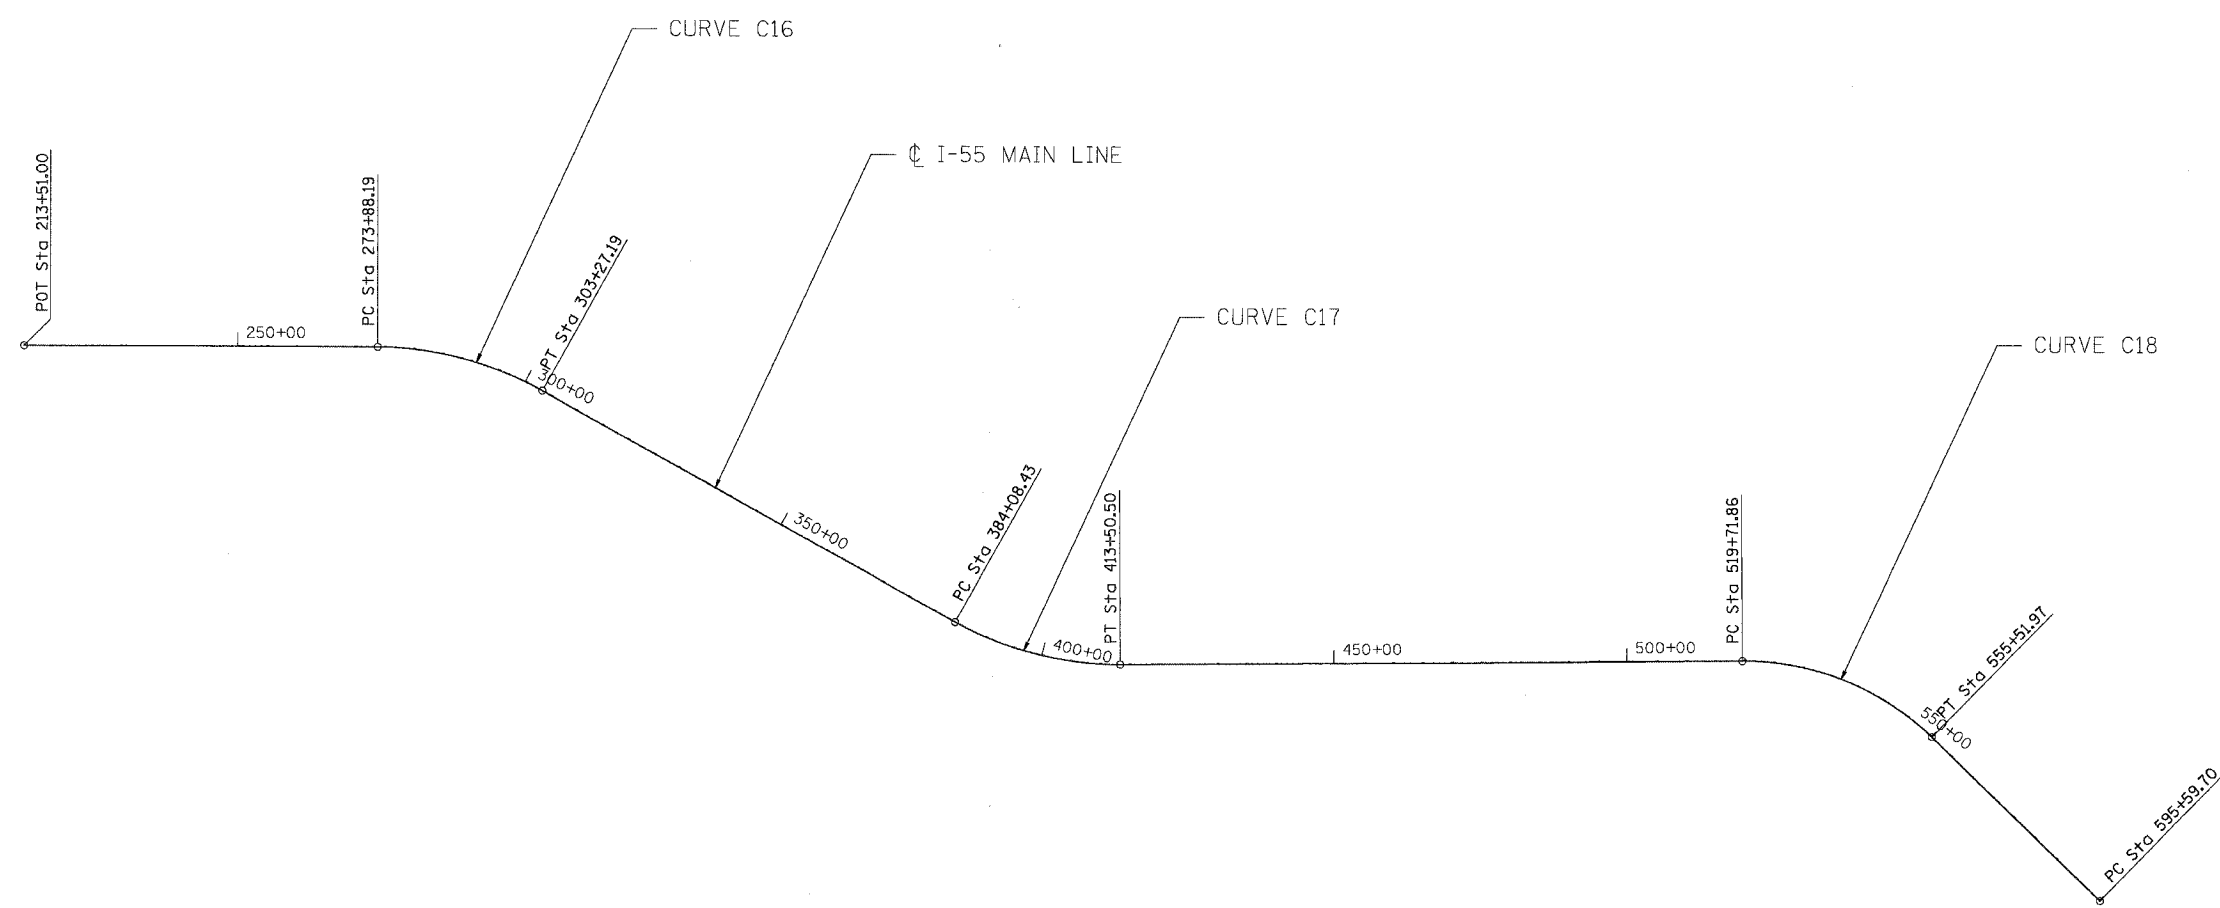 CURVE C16
℄ I-55 MAIN LINE
POT Sta 213+51.00
PC Sta 273+88.19
PT Sta 303+27.19
CURVE C17
250+00
CURVE C18
300+00
PC Sta 384+08.43
PT Sta 413+50.50
PC Sta 519+71.86
350+00
400+00
450+00
500+00
PT Sta 555+51.97
550+00
PC Sta 595+59.70